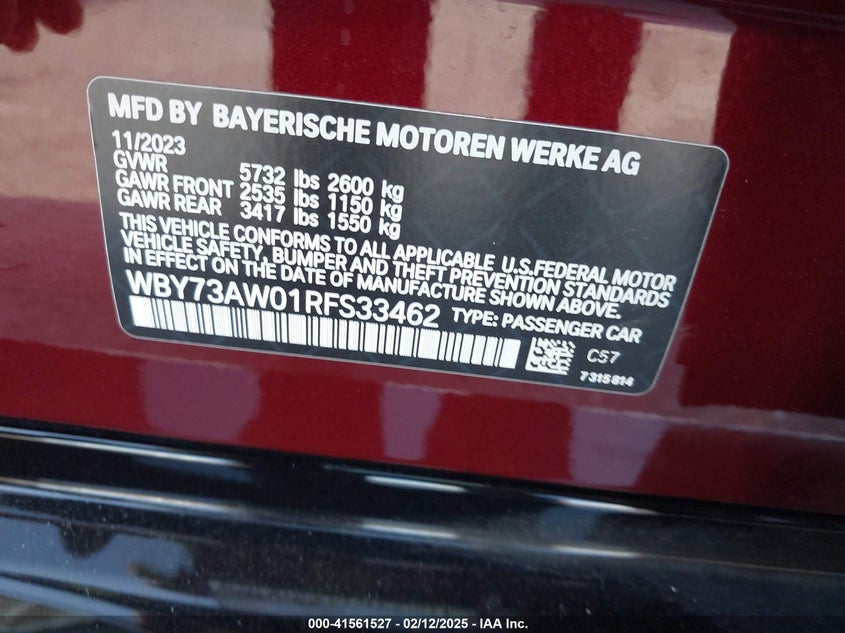 MFD BY BAYERISCHE MOTOREN WERKE AG
11/2023
GVWR 5732 lbs 2600 kg
GAWR FRONT 2535 lbs 1150 kg
GAWR REAR 3417 lbs 1550 kg
THIS VEHICLE CONFORMS TO ALL APPLICABLE U.S.FEDERAL MOTOR
VEHICLE SAFETY, BUMPER AND THEFT PREVENTION STANDARDS
IN EFFECT ON THE DATE OF MANUFACTURE SHOWN ABOVE.
WBY73AW01RFS33462 TYPE: PASSENGER CAR
C57
7315814
000-41561527 - 02/12/2025 - IAA Inc.